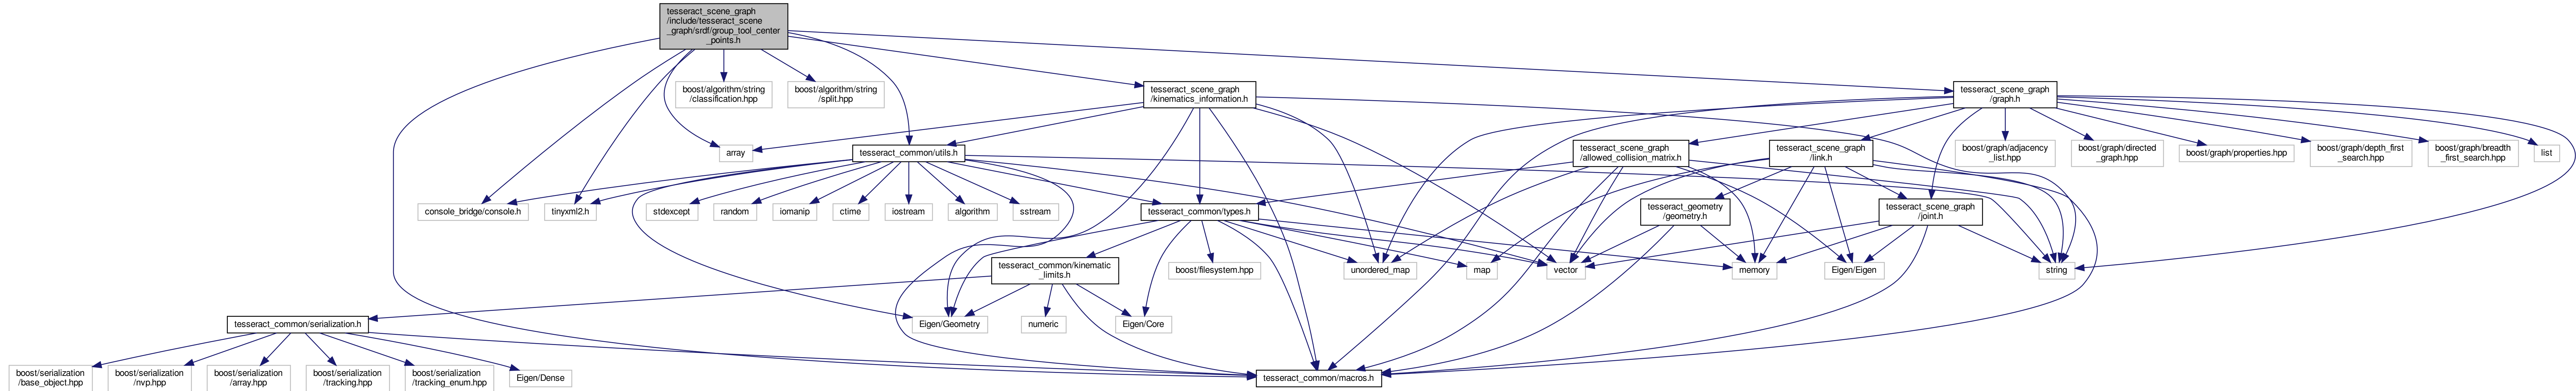 tesseract_scene_graph
/include/tesseract_scene
_graph/srdf/group_tool_center
_points.h
boost/algorithm/string
/classification.hpp
boost/algorithm/string
/split.hpp
tesseract_scene_graph
/kinematics_information.h
tesseract_scene_graph
/graph.h
array
tesseract_common/utils.h
tesseract_scene_graph
/allowed_collision_matrix.h
tesseract_scene_graph
/link.h
boost/graph/adjacency
_list.hpp
boost/graph/directed
_graph.hpp
boost/graph/properties.hpp
boost/graph/depth_first
_search.hpp
boost/graph/breadth
_first_search.hpp
list
console_bridge/console.h
tinyxml2.h
stdexcept
random
iomanip
ctime
iostream
algorithm
sstream
tesseract_common/types.h
tesseract_geometry
/geometry.h
tesseract_scene_graph
/joint.h
tesseract_common/kinematic
_limits.h
boost/filesystem.hpp
unordered_map
map
vector
memory
Eigen/Eigen
string
tesseract_common/serialization.h
Eigen/Geometry
numeric
Eigen/Core
boost/serialization
/base_object.hpp
boost/serialization
/nvp.hpp
boost/serialization
/array.hpp
boost/serialization
/tracking.hpp
boost/serialization
/tracking_enum.hpp
Eigen/Dense
tesseract_common/macros.h